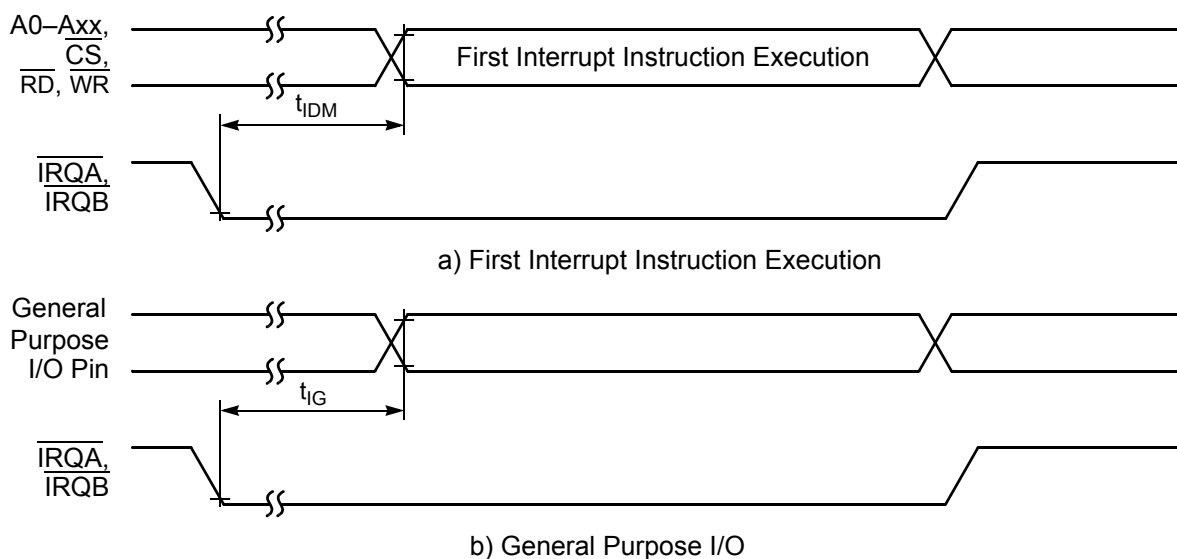 A0–Axx,
CS,
RD, WR
First Interrupt Instruction Execution
tIDM
IRQA,
IRQB
a) First Interrupt Instruction Execution
General
Purpose
I/O Pin
tIG
IRQA,
IRQB
b) General Purpose I/O